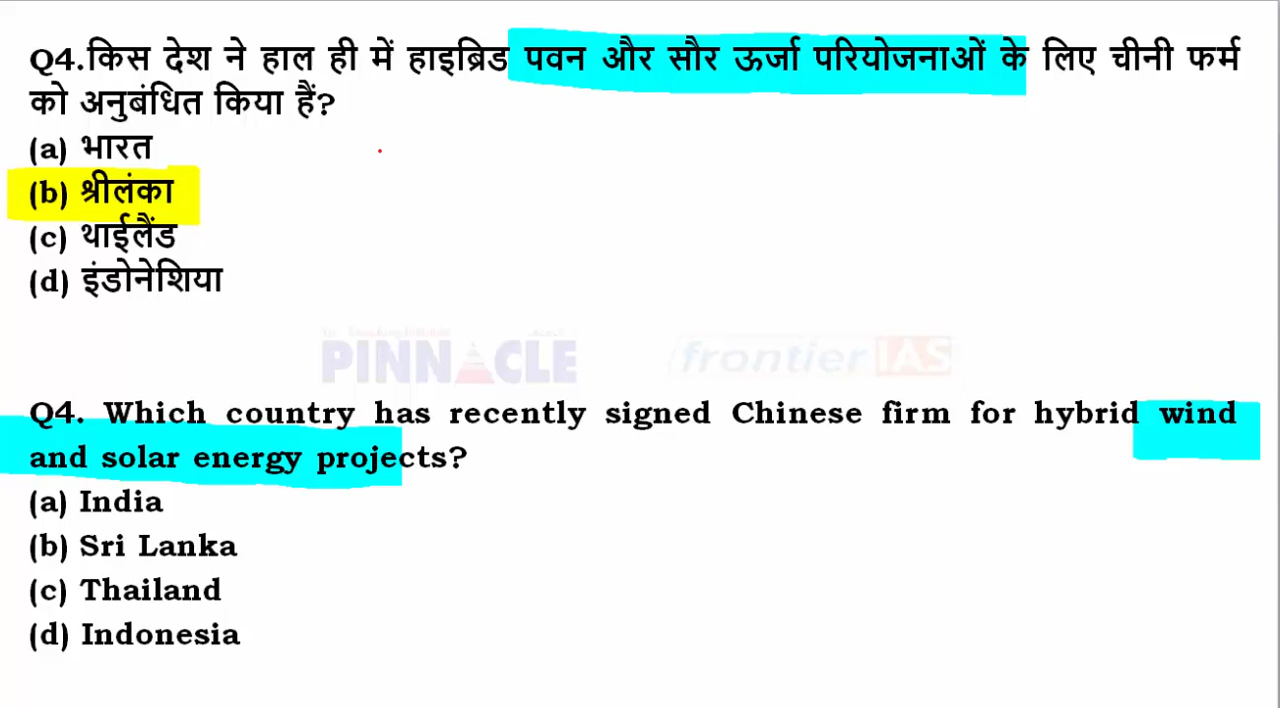 Q4.किस देश ने हाल ही में हाइब्रिड पवन और सौर ऊर्जा परियोजनाओं के लिए चीनी फर्म
को अनुबंधित किया हैं?
(a) भारत
(b) श्रीलंका
(c) थाईलैंड
(d) इंडोनेशिया
PINNACLE frontier IAS
Q4. Which country has recently signed Chinese firm for hybrid wind
and solar energy projects?
(a) India
(b) Sri Lanka
(c) Thailand
(d) Indonesia